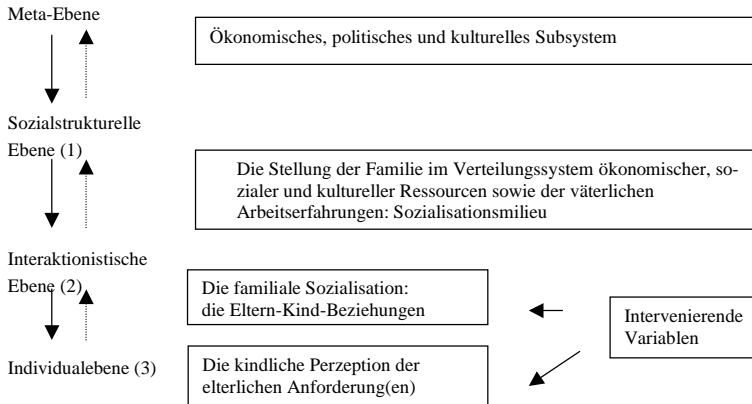 Meta-Ebene
Ökonomisches, politisches und kulturelles Subsystem
Sozialstrukturelle
Ebene (1)
Die Stellung der Familie im Verteilungssystem ökonomischer, so-
zialer und kultureller Ressourcen sowie der väterlichen
Arbeitserfahrungen: Sozialisationsmilieu
Interaktionistische
Ebene (2)
Die familiale Sozialisation:
die Eltern-Kind-Beziehungen
Intervenierende
Variablen
Individualebene (3)
Die kindliche Perzeption der
elterlichen Anforderung(en)